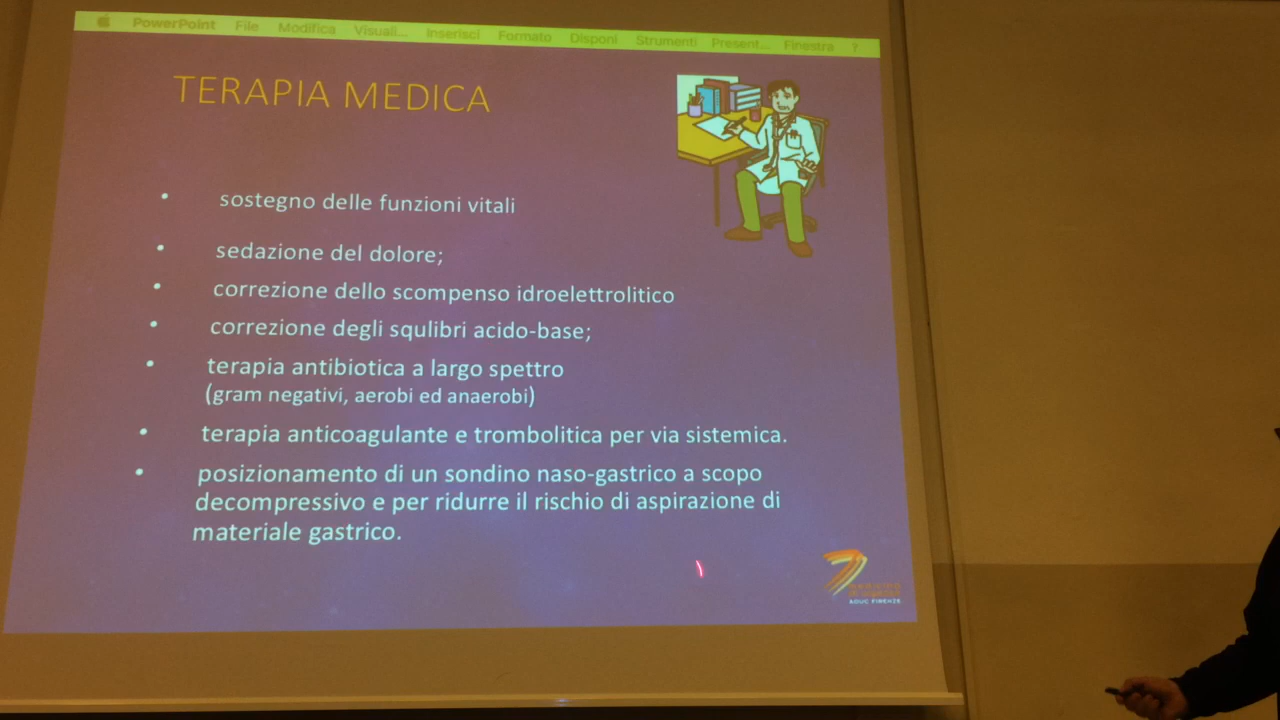 PowerPoint File Modifica Visuali... Inserisci Formato Disponi Strumenti Present... Finestra ?
TERAPIA MEDICA
• sostegno delle funzioni vitali
• sedazione del dolore;
• correzione dello scompenso idroelettrolitico
• correzione degli squlibri acido-base;
• terapia antibiotica a largo spettro
(gram negativi, aerobi ed anaerobi)
• terapia anticoagulante e trombolitica per via sistemica.
• posizionamento di un sondino naso-gastrico a scopo
decompressivo e per ridurre il rischio di aspirazione di
materiale gastrico.
AOUC FIRENZE